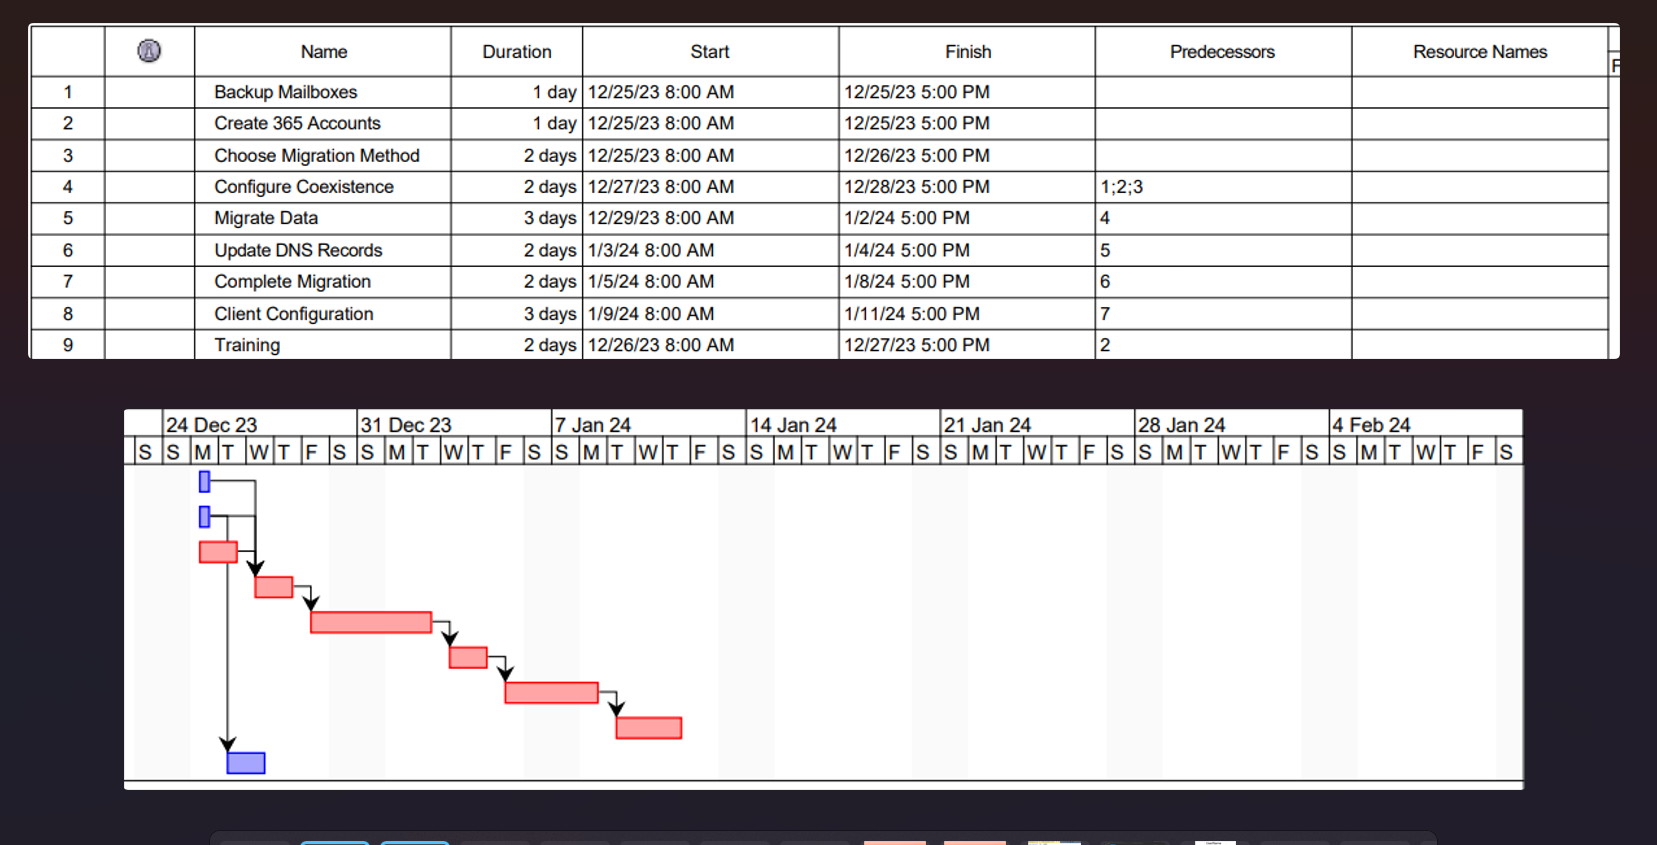 Name Duration Start Finish Predecessors Resource Names
F
1 Backup Mailboxes 1 day 12/25/23 8:00 AM 12/25/23 5:00 PM
2 Create 365 Accounts 1 day 12/25/23 8:00 AM 12/25/23 5:00 PM
3 Choose Migration Method 2 days 12/25/23 8:00 AM 12/26/23 5:00 PM
4 Configure Coexistence 2 days 12/27/23 8:00 AM 12/28/23 5:00 PM 1;2;3
5 Migrate Data 3 days 12/29/23 8:00 AM 1/2/24 5:00 PM 4
6 Update DNS Records 2 days 1/3/24 8:00 AM 1/4/24 5:00 PM 5
7 Complete Migration 2 days 1/5/24 8:00 AM 1/8/24 5:00 PM 6
8 Client Configuration 3 days 1/9/24 8:00 AM 1/11/24 5:00 PM 7
9 Training 2 days 12/26/23 8:00 AM 12/27/23 5:00 PM 2
24 Dec 23 31 Dec 23 7 Jan 24 14 Jan 24 21 Jan 24 28 Jan 24 4 Feb 24
S S M T W T F S S M T W T F S S M T W T F S S M T W T F S S M T W T F S S M T W T F S S M T W T F S